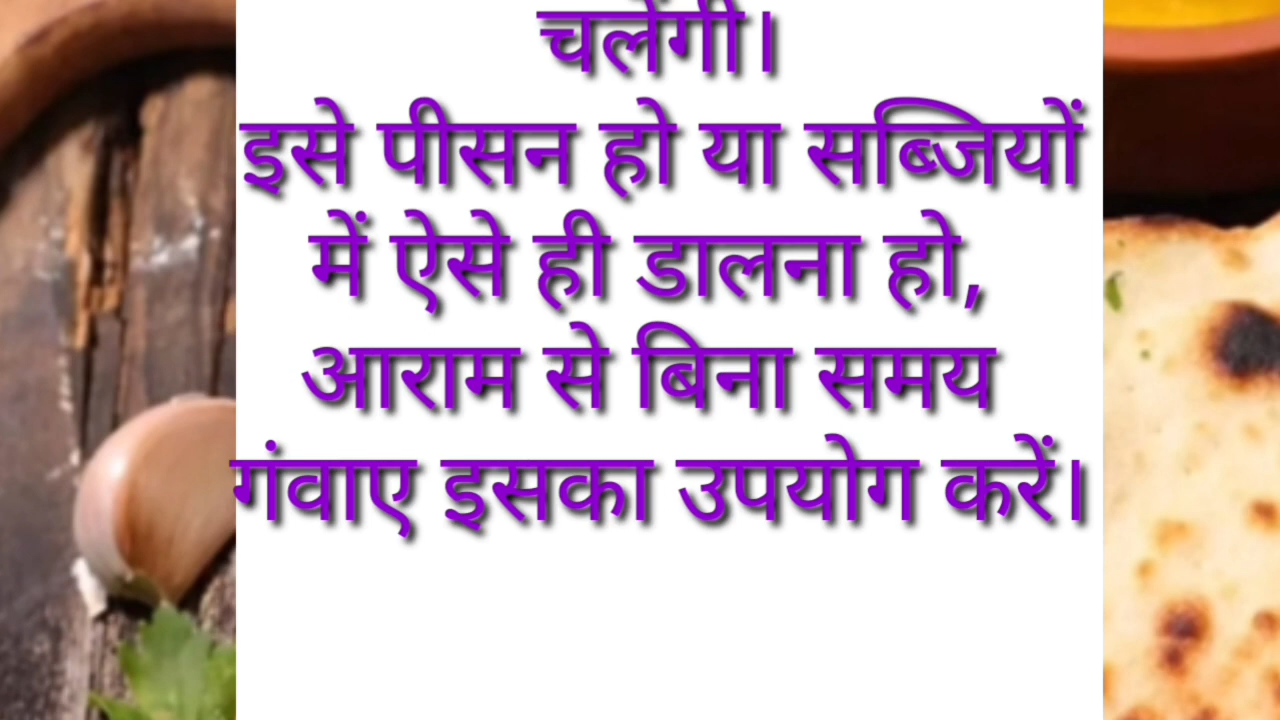 चलेंगी।
इसे पीसन हो या सब्जियों
में ऐसे ही डालना हो,
आराम से बिना समय
गंवाए इसका उपयोग करें।